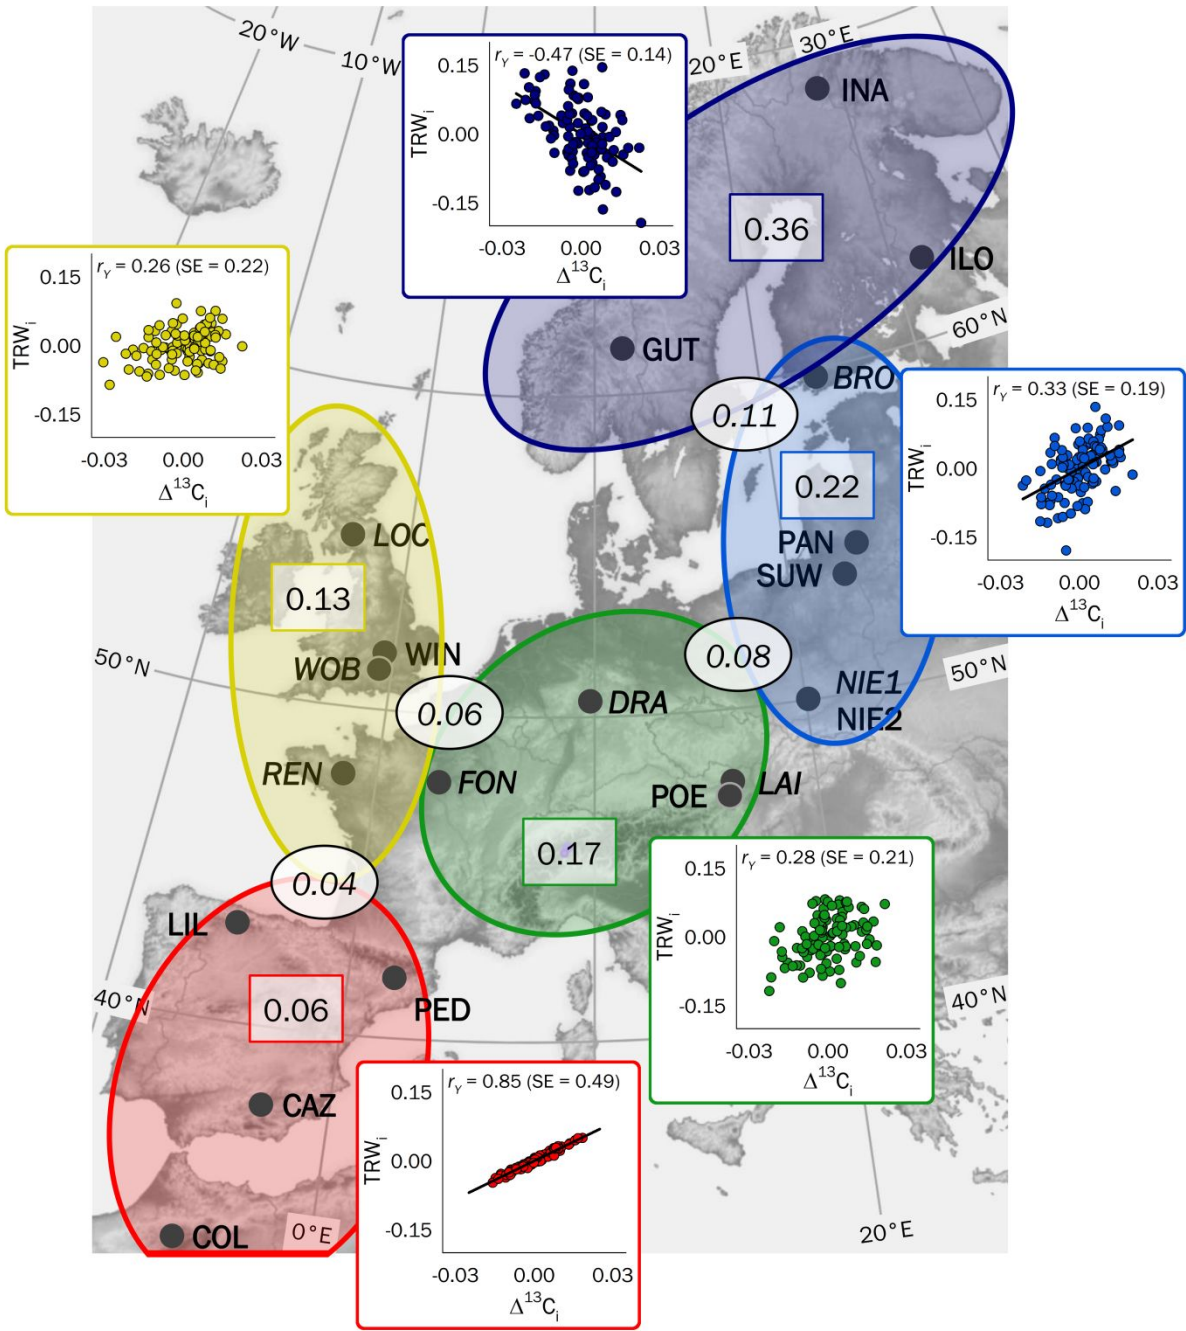 20°W
10°W
20°E
30°E
r_Y = -0.47 (SE = 0.14)
0.15
0.00
-0.15
TRW_i
-0.03 0.00 0.03
Δ¹³C_i
INA
0.36
ILO
GUT
60°N
r_Y = 0.26 (SE = 0.22)
0.15
0.00
-0.15
TRW_i
-0.03 0.00 0.03
Δ¹³C_i
BRO
0.11
r_Y = 0.33 (SE = 0.19)
0.15
0.00
-0.15
TRW_i
-0.03 0.00 0.03
Δ¹³C_i
0.22
PAN
SUW
LOC
0.13
WIN
WOB
50°N
0.08
50°N
NIE1
NIE2
DRA
0.06
REN
FON
LAI
POE
0.17
0.04
r_Y = 0.28 (SE = 0.21)
0.15
0.00
-0.15
TRW_i
-0.03 0.00 0.03
Δ¹³C_i
LIL
PED
0.06
40°N
40°N
CAZ
r_Y = 0.85 (SE = 0.49)
0.15
0.00
-0.15
TRW_i
-0.03 0.00 0.03
Δ¹³C_i
COL
0°E
20°E